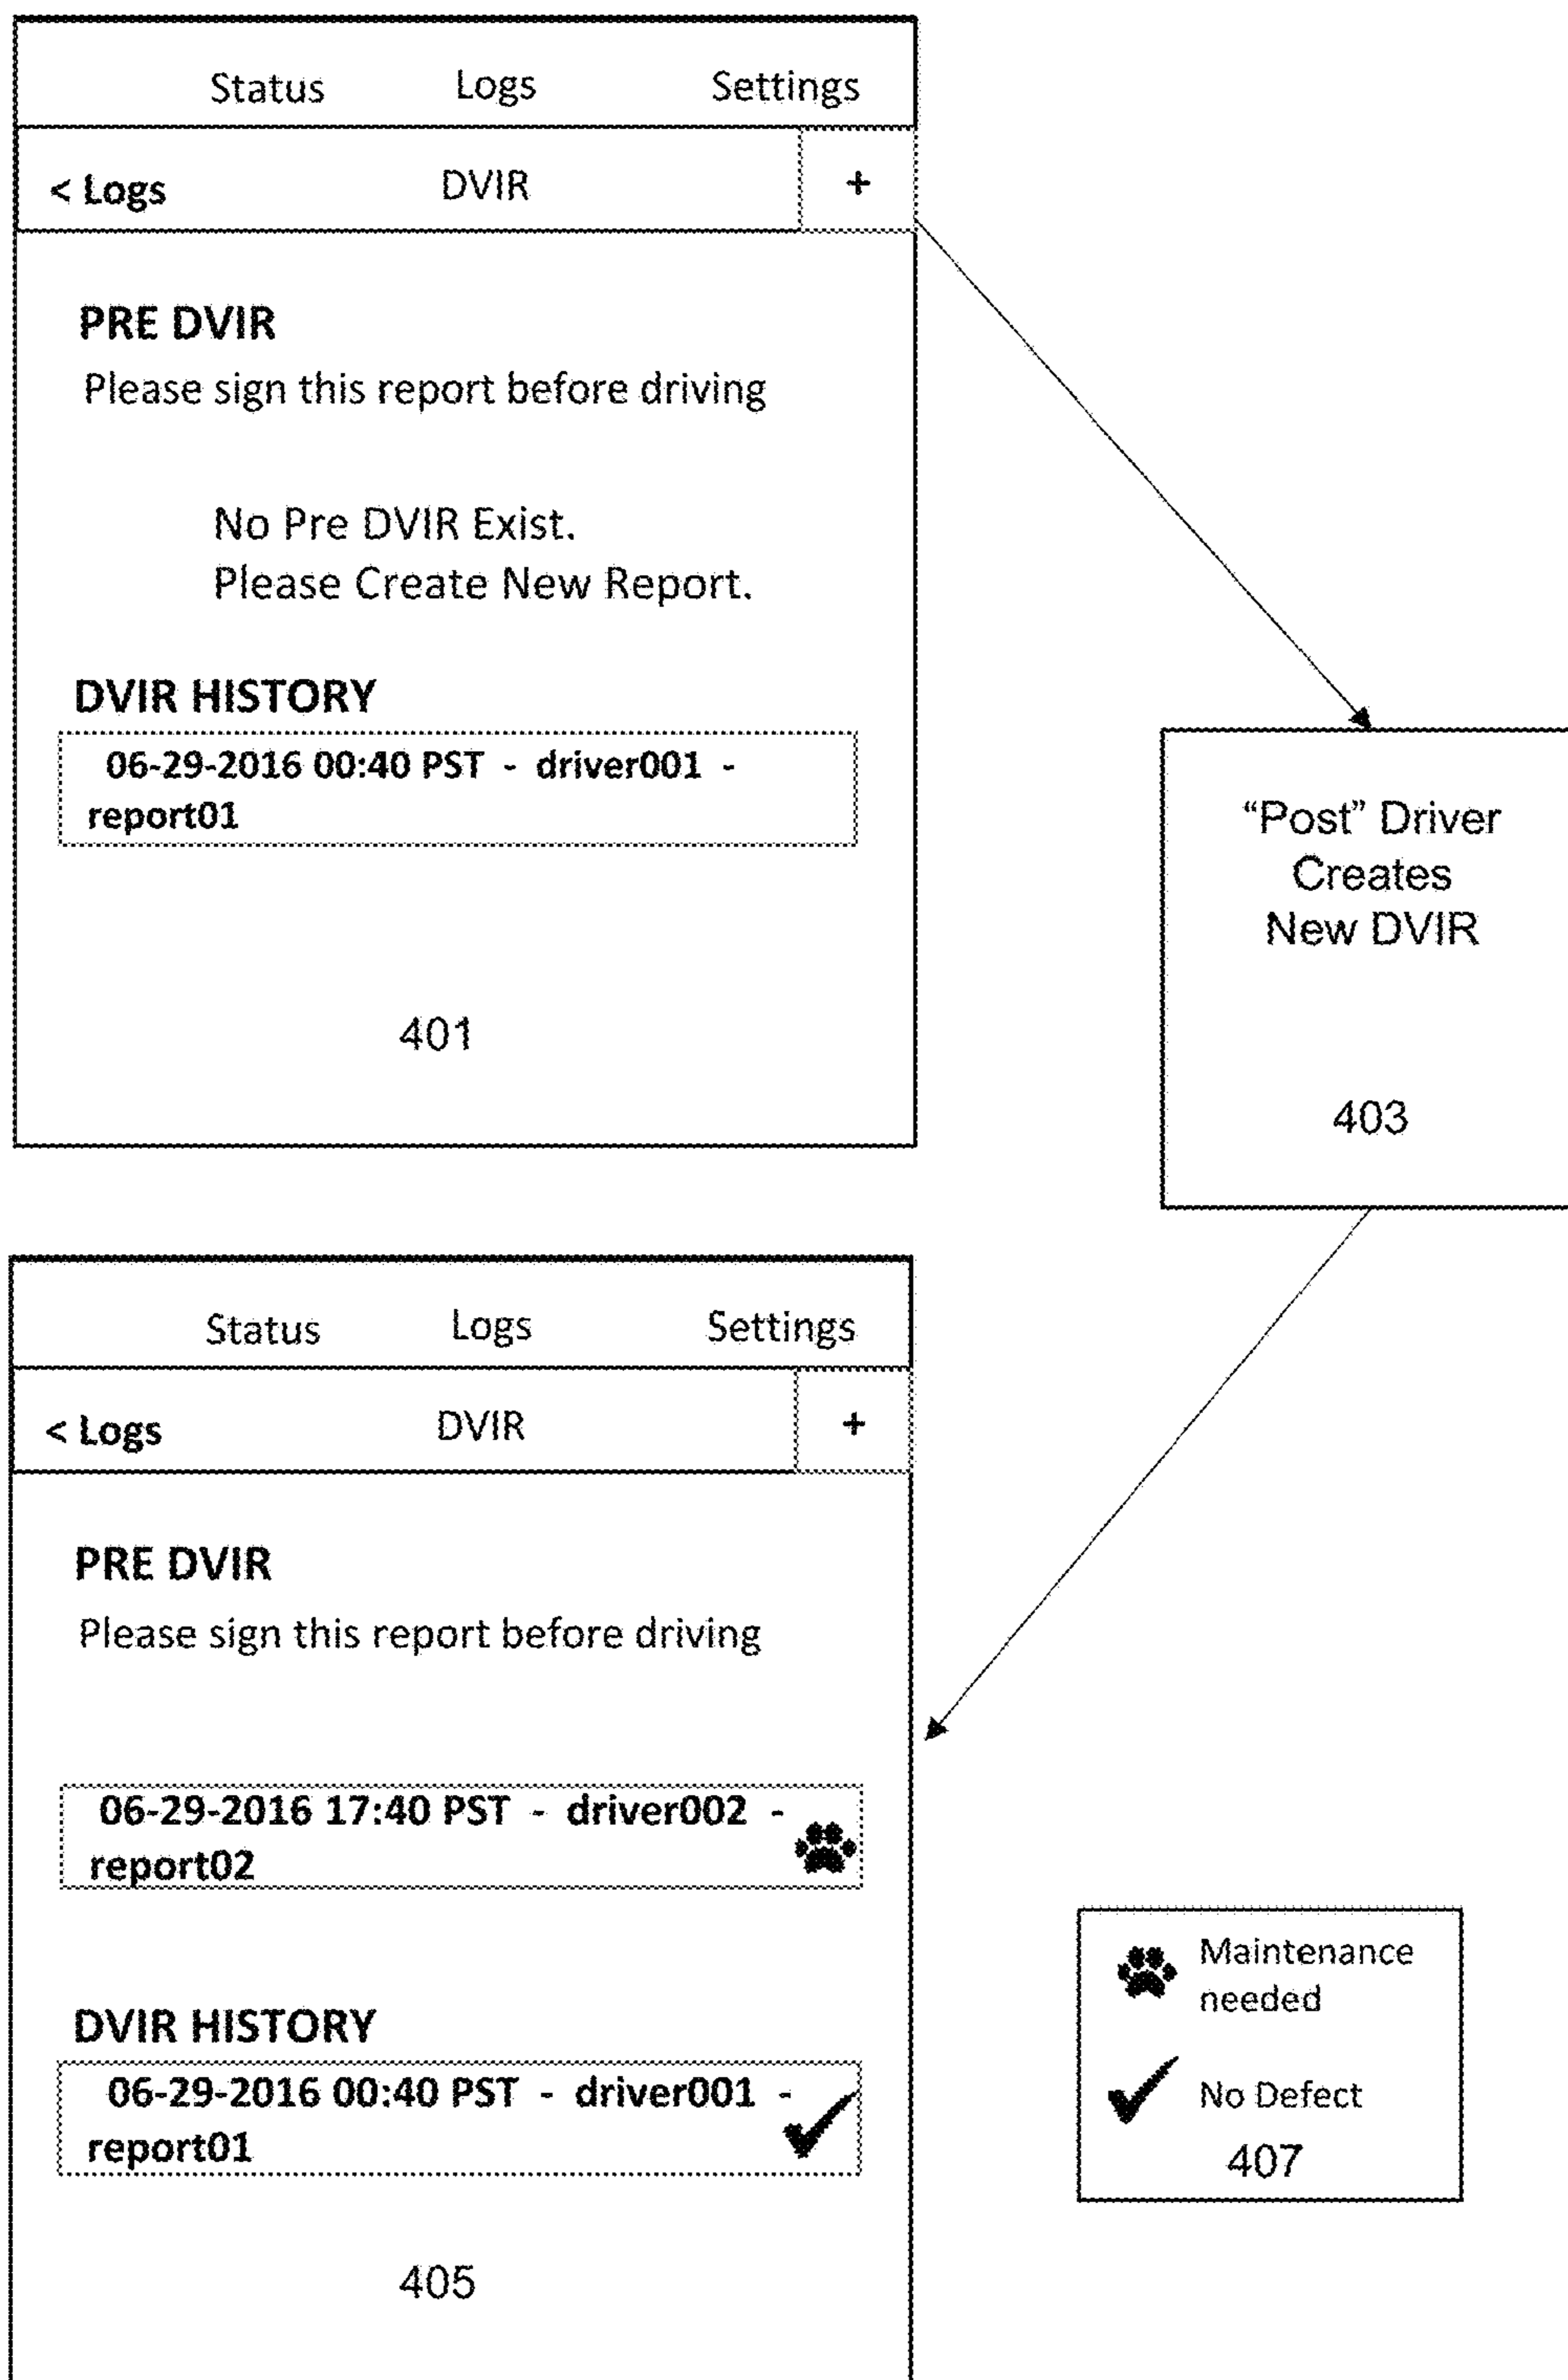 Status Logs Settings
< Logs DVIR +
PRE DVIR
Please sign this report before driving
No Pre DVIR Exist.
Please Create New Report.
DVIR HISTORY
06-29-2016 00:40 PST - driver001 -
report01
401
“Post” Driver
Creates
New DVIR
403
Status Logs Settings
< Logs DVIR +
PRE DVIR
Please sign this report before driving
06-29-2016 17:40 PST - driver002 -
report02
DVIR HISTORY
06-29-2016 00:40 PST - driver001 -
report01
405
Maintenance
needed
No Defect
407